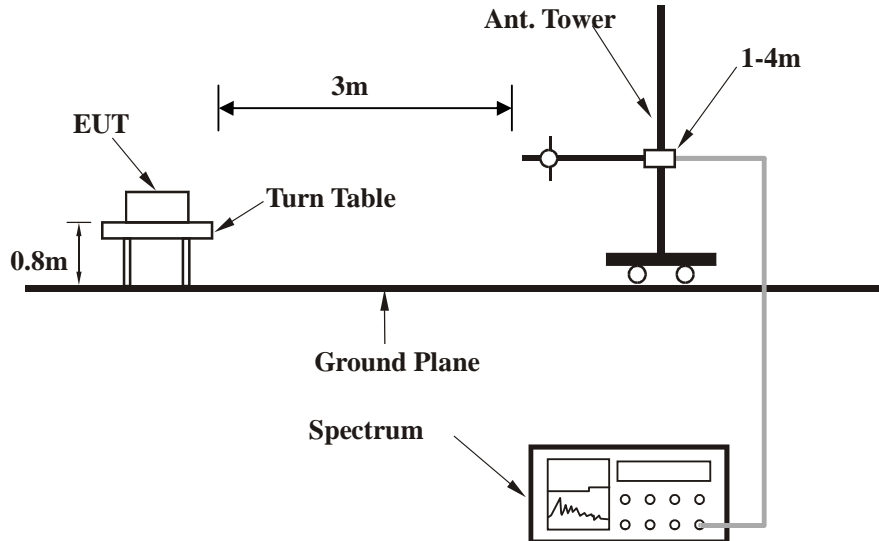 Ant. Tower
1-4m
3m
EUT
Turn Table
0.8m
Ground Plane
Spectrum